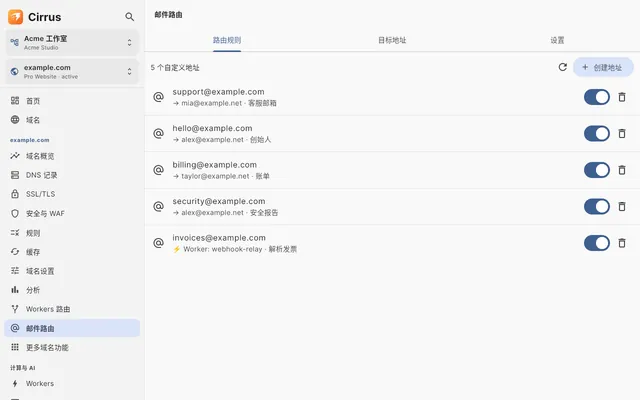 Cirrus
Acme 工作室
Acme Studio
example.com
Pro Website · active
首页
域名
example.com
域名概览
DNS 记录
SSL/TLS
安全与 WAF
规则
缓存
域名设置
分析
Workers 路由
邮件路由
更多域名功能
计算与 AI
Workers
邮件路由
路由规则
目标地址
设置
5 个自定义地址
+ 创建地址
support@example.com
→ mia@example.net · 客服邮箱
hello@example.com
→ alex@example.net · 创始人
billing@example.com
→ taylor@example.net · 账单
security@example.com
→ alex@example.net · 安全报告
invoices@example.com
⚡ Worker: webhook-relay · 解析发票